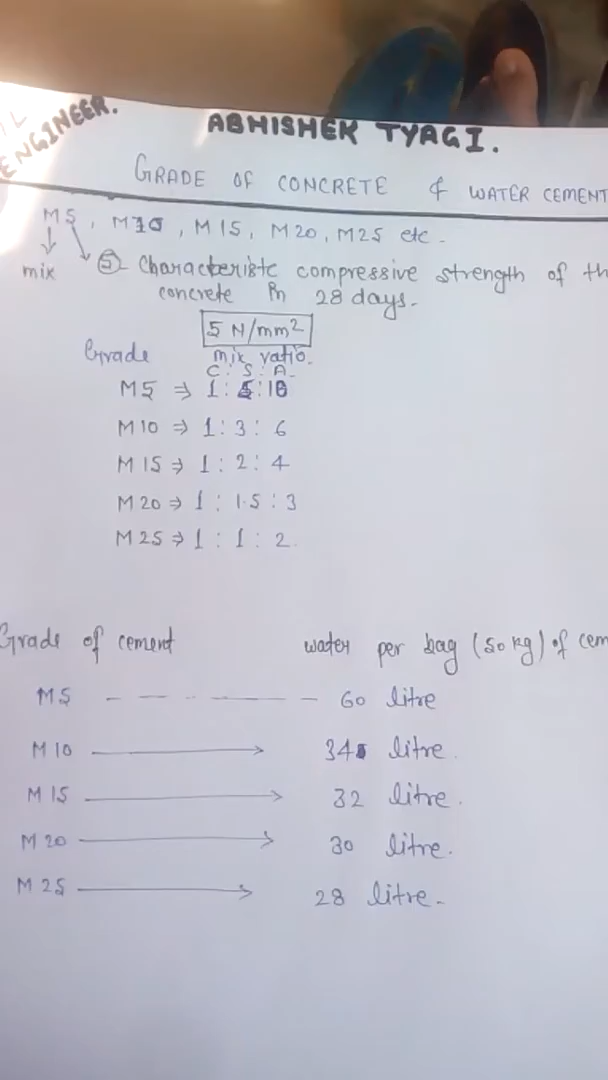 ENGINEER.
ABHISHEK TYAGI.
GRADE OF CONCRETE & WATER CEMENT
M5, M10, M15, M20, M25 etc.
mix
5 - Characteristc compressive strength of th
concrete in 28 days.
5 N/mm2
Grade mix ratio.
C : S : A.
M5 ⇒ 1 : 5 : 10
M10 ⇒ 1 : 3 : 6
M15 ⇒ 1 : 2 : 4
M20 ⇒ 1 : 1.5 : 3
M25 ⇒ 1 : 1 : 2
Grade of cement water per bag (50 kg) of cem
M5 60 litre
M10 34 litre.
M15 32 litre.
M20 30 litre.
M25 28 litre.